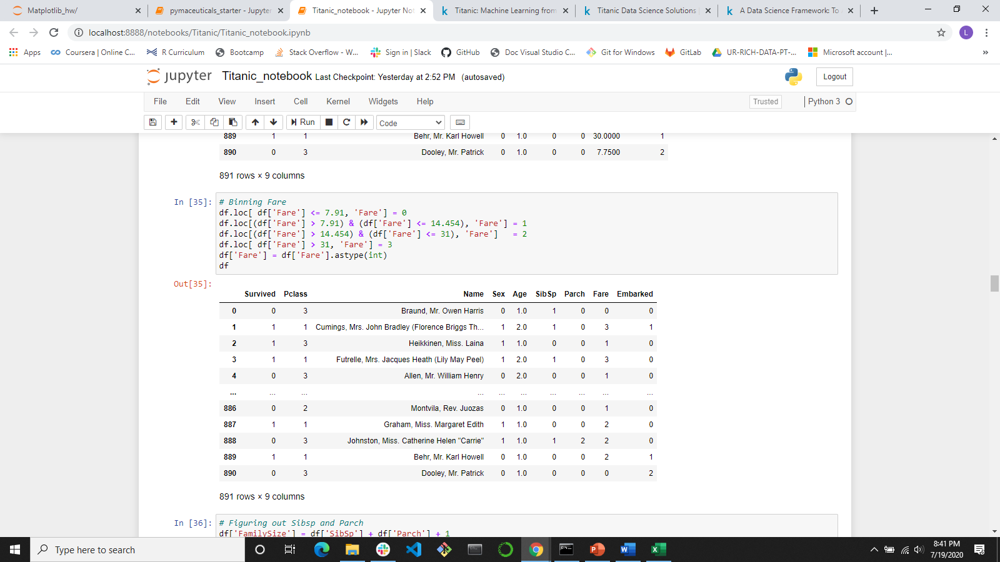 Matplotlib_hw/
pymaceuticals_starter - Jupyter
Titanic_notebook - Jupyter Not
Titanic: Machine Learning from
Titanic Data Science Solutions
A Data Science Framework: To
localhost:8888/notebooks/Titanic/Titanic_notebook.ipynb
L
Apps
Coursera | Online C...
R Curriculum
Bootcamp
Stack Overflow - W...
Sign in | Slack
GitHub
Doc Visual Studio C...
Git for Windows
GitLab
UR-RICH-DATA-PT-...
Microsoft account |...
»
jupyter Titanic_notebook Last Checkpoint: Yesterday at 2:52 PM (autosaved)
Logout
File Edit View Insert Cell Kernel Widgets Help
Trusted
Python 3
Run
Code
889 1 1 Behr, Mr. Karl Howell 0 1.0 0 0 30.0000 1
890 0 3 Dooley, Mr. Patrick 0 1.0 0 0 7.7500 2
891 rows × 9 columns
In [35]:
# Binning Fare
df.loc[ df['Fare'] <= 7.91, 'Fare'] = 0
df.loc[(df['Fare'] > 7.91) & (df['Fare'] <= 14.454), 'Fare'] = 1
df.loc[(df['Fare'] > 14.454) & (df['Fare'] <= 31), 'Fare']   = 2
df.loc[ df['Fare'] > 31, 'Fare'] = 3
df['Fare'] = df['Fare'].astype(int)
df
Out[35]:
Survived Pclass Name Sex Age SibSp Parch Fare Embarked
0 0 3 Braund, Mr. Owen Harris 0 1.0 1 0 0 0
1 1 1 Cumings, Mrs. John Bradley (Florence Briggs Th... 1 2.0 1 0 3 1
2 1 3 Heikkinen, Miss. Laina 1 1.0 0 0 1 0
3 1 1 Futrelle, Mrs. Jacques Heath (Lily May Peel) 1 2.0 1 0 3 0
4 0 3 Allen, Mr. William Henry 0 2.0 0 0 1 0
... ... ... ... ... ... ... ... ... ...
886 0 2 Montvila, Rev. Juozas 0 1.0 0 0 1 0
887 1 1 Graham, Miss. Margaret Edith 1 1.0 0 0 2 0
888 0 3 Johnston, Miss. Catherine Helen "Carrie" 1 1.0 1 2 2 0
889 1 1 Behr, Mr. Karl Howell 0 1.0 0 0 2 1
890 0 3 Dooley, Mr. Patrick 0 1.0 0 0 0 2
891 rows × 9 columns
In [36]:
# Figuring out Sibsp and Parch
df['FamilySize'] = df['SibSp'] + df['Parch'] + 1
Type here to search
8:41 PM
7/19/2020